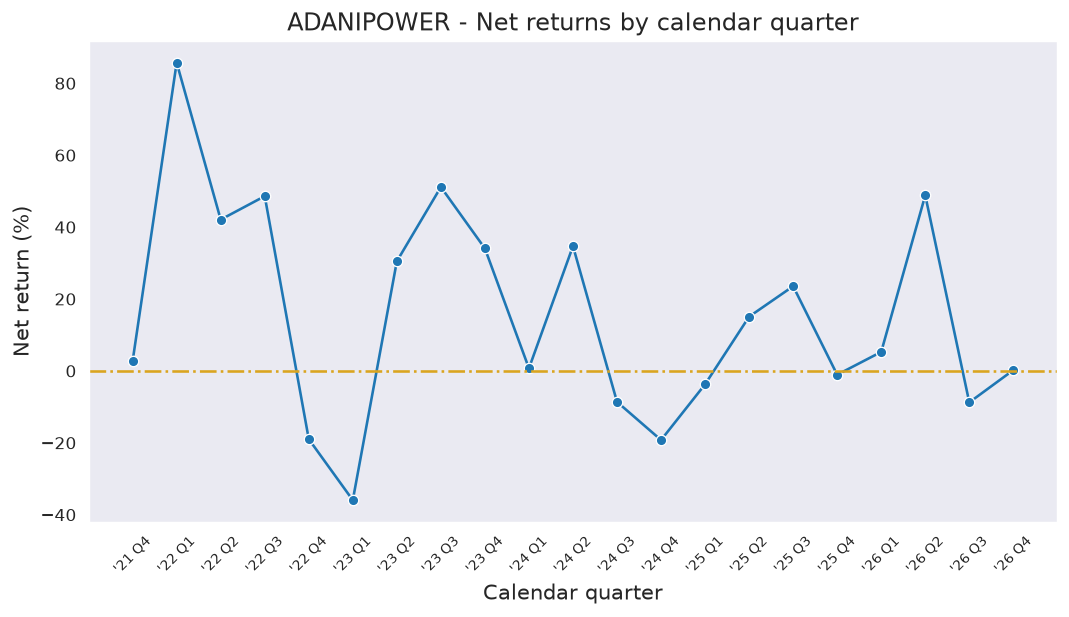 ADANIPOWER - Net returns by calendar quarter
Net return (%)
80
60
40
20
0
−20
−40
'21 Q4
'22 Q1
'22 Q2
'22 Q3
'22 Q4
'23 Q1
'23 Q2
'23 Q3
'23 Q4
'24 Q1
'24 Q2
'24 Q3
'24 Q4
'25 Q1
'25 Q2
'25 Q3
'25 Q4
'26 Q1
'26 Q2
'26 Q3
'26 Q4
Calendar quarter